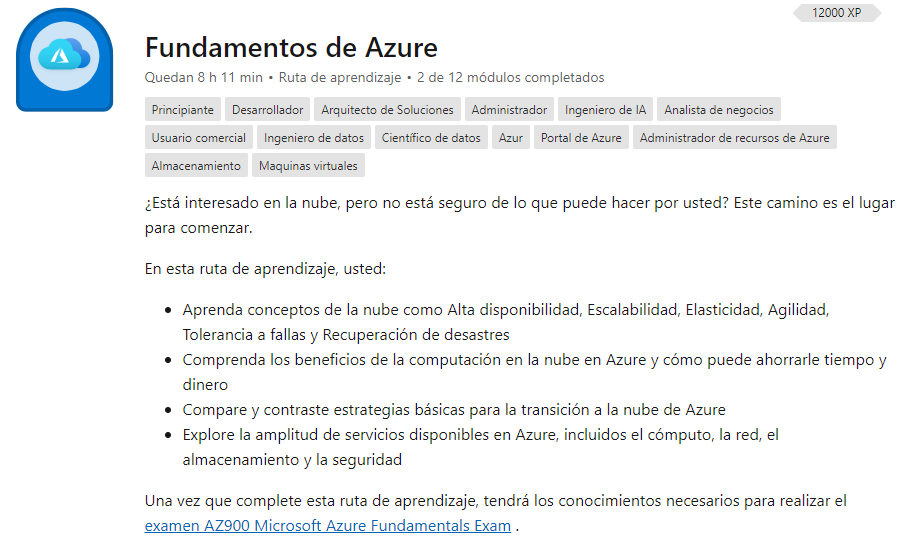 12000 XP
Fundamentos de Azure
Quedan 8 h 11 min • Ruta de aprendizaje • 2 de 12 módulos completados
Principiante Desarrollador Arquitecto de Soluciones Administrador Ingeniero de IA Analista de negocios
Usuario comercial Ingeniero de datos Científico de datos Azur Portal de Azure Administrador de recursos de Azure
Almacenamiento Maquinas virtuales
¿Está interesado en la nube, pero no está seguro de lo que puede hacer por usted? Este camino es el lugar
para comenzar.
En esta ruta de aprendizaje, usted:
• Aprenda conceptos de la nube como Alta disponibilidad, Escalabilidad, Elasticidad, Agilidad,
Tolerancia a fallas y Recuperación de desastres
• Comprenda los beneficios de la computación en la nube en Azure y cómo puede ahorrarle tiempo y
dinero
• Compare y contraste estrategias básicas para la transición a la nube de Azure
• Explore la amplitud de servicios disponibles en Azure, incluidos el cómputo, la red, el
almacenamiento y la seguridad
Una vez que complete esta ruta de aprendizaje, tendrá los conocimientos necesarios para realizar el
examen AZ900 Microsoft Azure Fundamentals Exam .